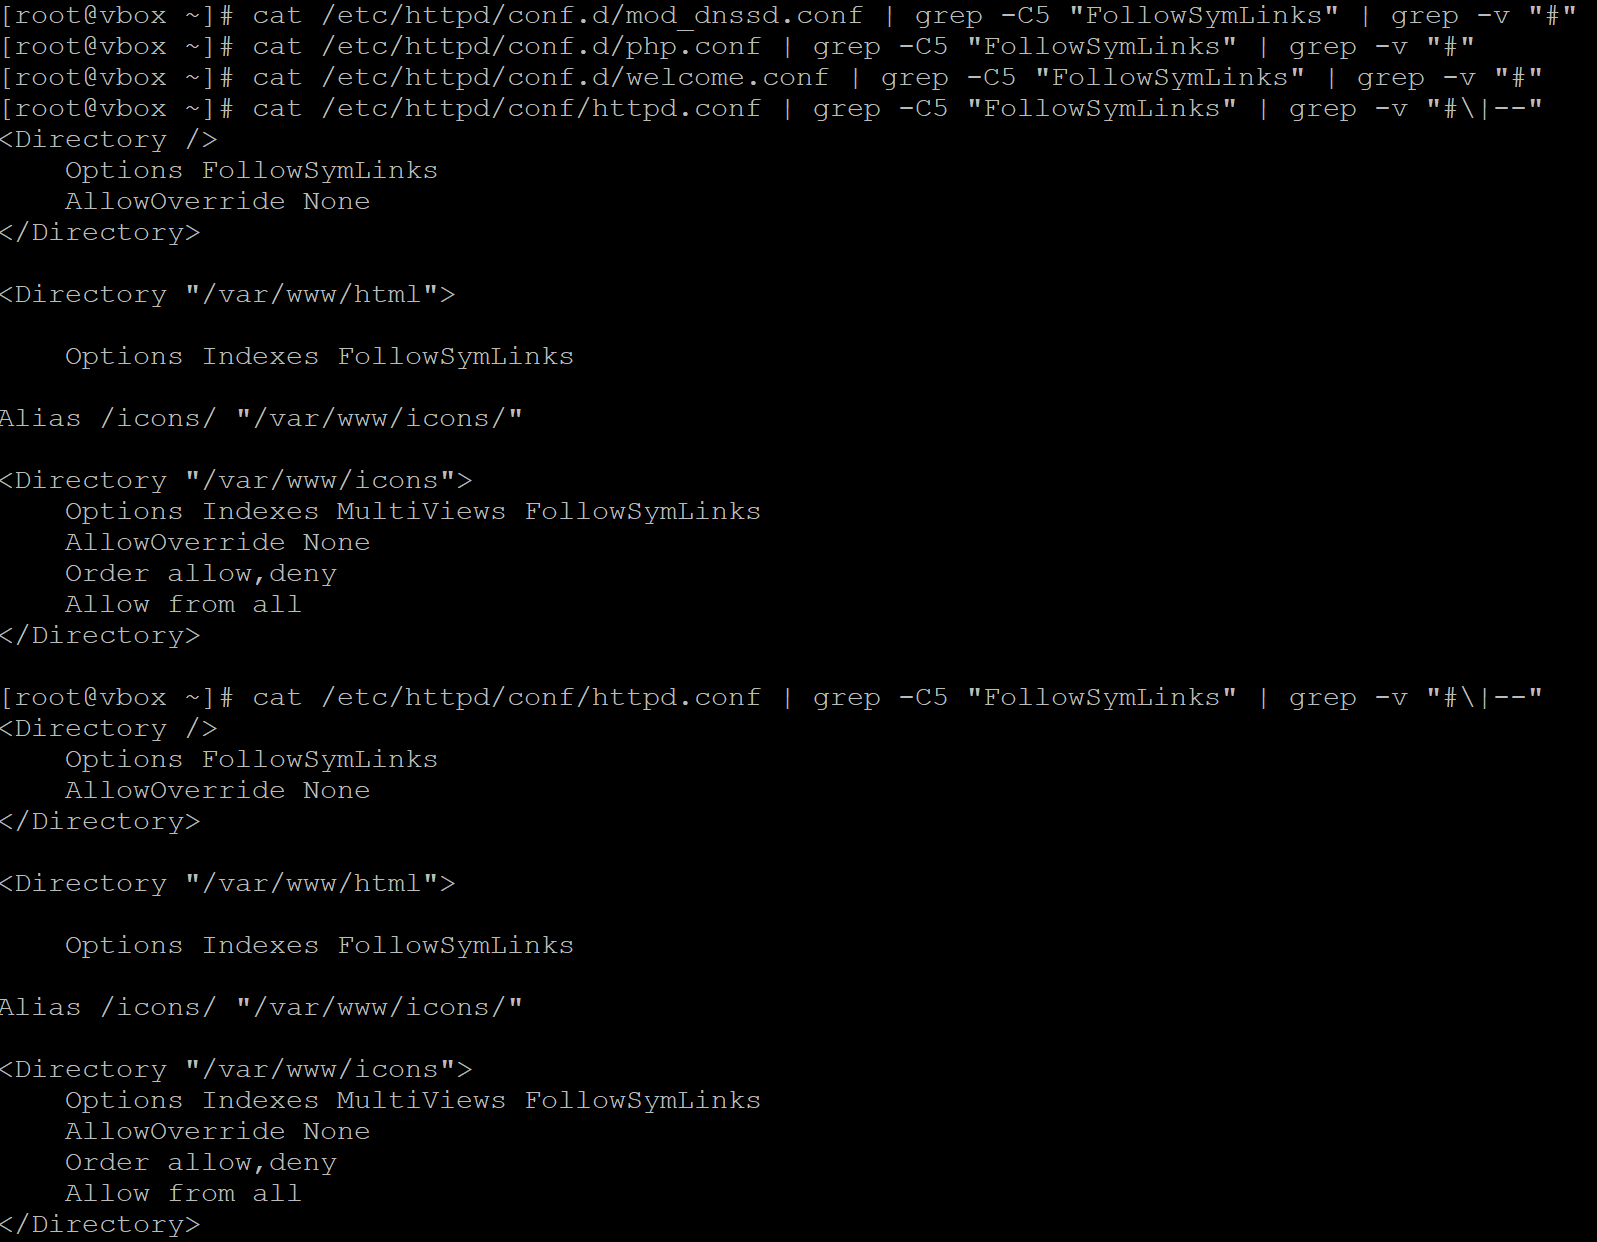 [root@vbox ~]# cat /etc/httpd/conf.d/mod_dnssd.conf | grep -C5 "FollowSymLinks" | grep -v "#"
[root@vbox ~]# cat /etc/httpd/conf.d/php.conf | grep -C5 "FollowSymLinks" | grep -v "#"
[root@vbox ~]# cat /etc/httpd/conf.d/welcome.conf | grep -C5 "FollowSymLinks" | grep -v "#"
[root@vbox ~]# cat /etc/httpd/conf/httpd.conf | grep -C5 "FollowSymLinks" | grep -v "#\|--"
<Directory />
    Options FollowSymLinks
    AllowOverride None
</Directory>

<Directory "/var/www/html">

    Options Indexes FollowSymLinks

Alias /icons/ "/var/www/icons/"

<Directory "/var/www/icons">
    Options Indexes MultiViews FollowSymLinks
    AllowOverride None
    Order allow,deny
    Allow from all
</Directory>

[root@vbox ~]# cat /etc/httpd/conf/httpd.conf | grep -C5 "FollowSymLinks" | grep -v "#\|--"
<Directory />
    Options FollowSymLinks
    AllowOverride None
</Directory>

<Directory "/var/www/html">

    Options Indexes FollowSymLinks

Alias /icons/ "/var/www/icons/"

<Directory "/var/www/icons">
    Options Indexes MultiViews FollowSymLinks
    AllowOverride None
    Order allow,deny
    Allow from all
</Directory>